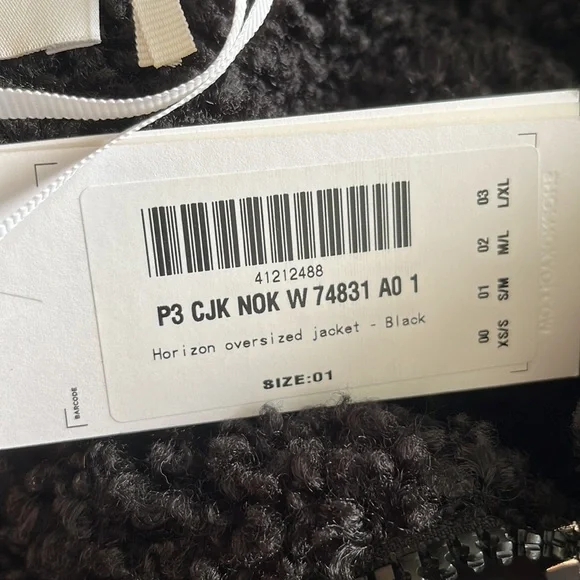 41212488
P3 CJK NOK W 74831 A0 1
Horizon oversized jacket - Black
SIZE:01
00 01 02 03
XS/S S/M M/L L/XL
BARCODE